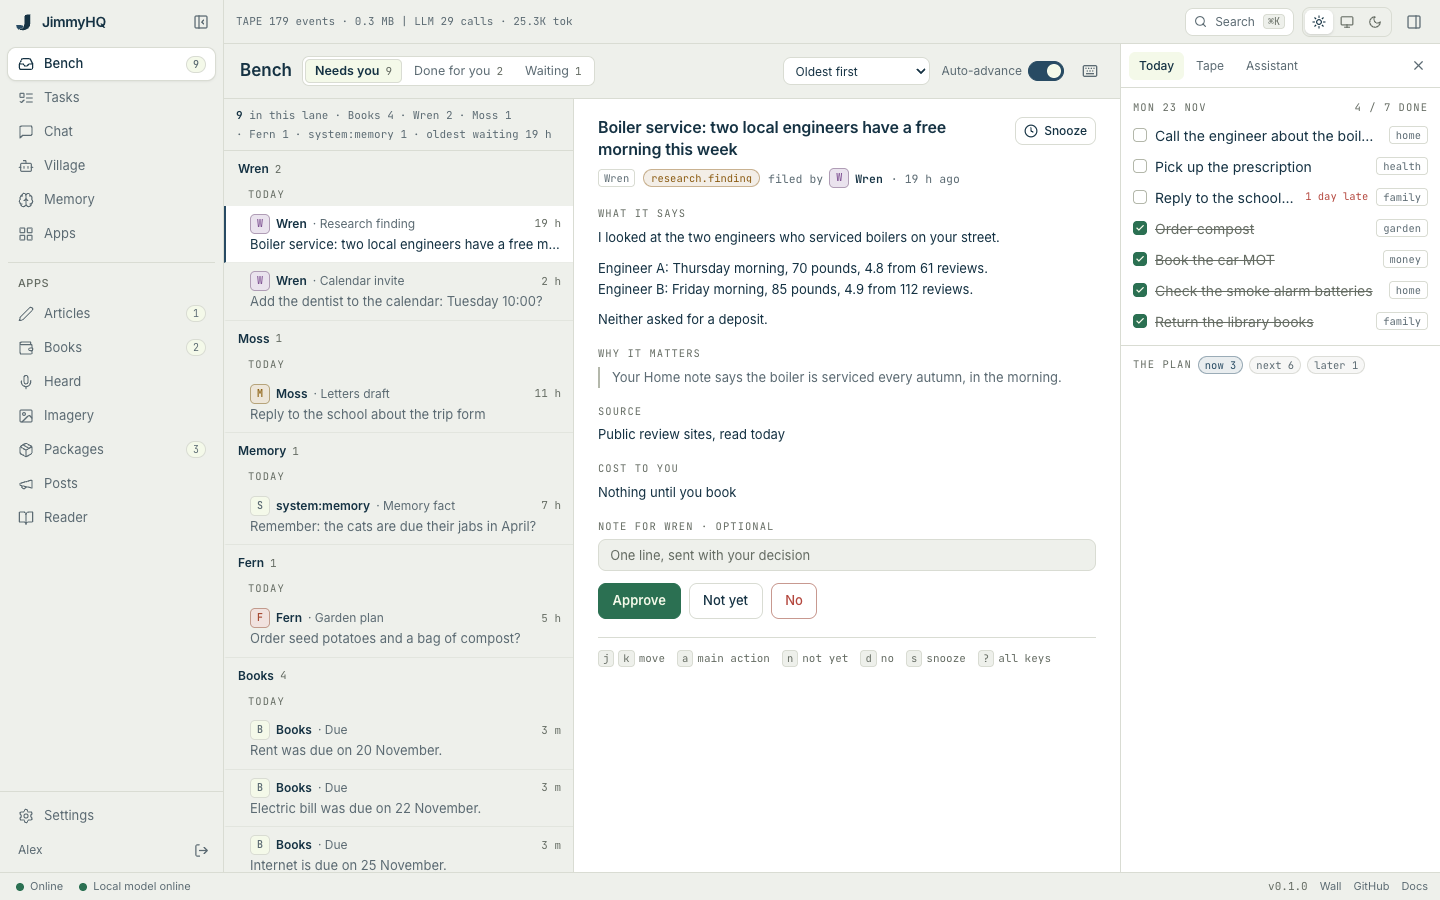 JimmyHQ
TAPE 179 events · 0.3 MB | LLM 29 calls · 25.3K tok
Search ⌘K
Bench 9
Tasks
Chat
Village
Memory
Apps
APPS
Articles 1
Books 2
Heard
Imagery
Packages 3
Posts
Reader
Settings
Alex
Bench
Needs you 9
Done for you 2
Waiting 1
Oldest first
Auto-advance
9 in this lane · Books 4 · Wren 2 · Moss 1
· Fern 1 · system:memory 1 · oldest waiting 19 h
Wren 2
TODAY
W Wren · Research finding 19 h
Boiler service: two local engineers have a free m...
W Wren · Calendar invite 2 h
Add the dentist to the calendar: Tuesday 10:00?
Moss 1
TODAY
M Moss · Letters draft 11 h
Reply to the school about the trip form
Memory 1
TODAY
S system:memory · Memory fact 7 h
Remember: the cats are due their jabs in April?
Fern 1
TODAY
F Fern · Garden plan 5 h
Order seed potatoes and a bag of compost?
Books 4
TODAY
B Books · Due 3 m
Rent was due on 20 November.
B Books · Due 3 m
Electric bill was due on 22 November.
B Books · Due 3 m
Internet is due on 25 November.
Boiler service: two local engineers have a free
morning this week
Snooze
Wren research.finding filed by W Wren · 19 h ago
WHAT IT SAYS
I looked at the two engineers who serviced boilers on your street.
Engineer A: Thursday morning, 70 pounds, 4.8 from 61 reviews.
Engineer B: Friday morning, 85 pounds, 4.9 from 112 reviews.
Neither asked for a deposit.
WHY IT MATTERS
Your Home note says the boiler is serviced every autumn, in the morning.
SOURCE
Public review sites, read today
COST TO YOU
Nothing until you book
NOTE FOR WREN · OPTIONAL
One line, sent with your decision
Approve
Not yet
No
j k move a main action n not yet d no s snooze ? all keys
Today
Tape
Assistant
MON 23 NOV 4 / 7 DONE
Call the engineer about the boil... home
Pick up the prescription health
Reply to the school... 1 day late family
Order compost garden
Book the car MOT money
Check the smoke alarm batteries home
Return the library books family
THE PLAN now 3 next 6 later 1
Online
Local model online
v0.1.0 Wall GitHub Docs